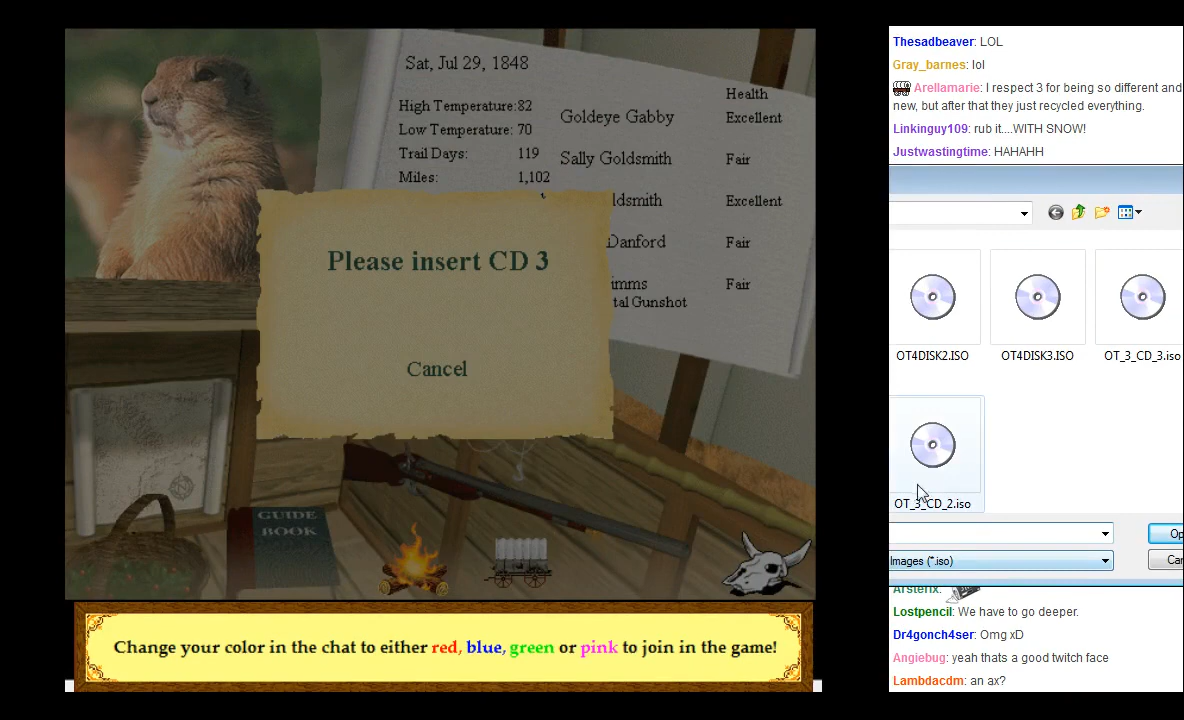 Sat, Jul 29, 1848
High Temperature:82
Low Temperature: 70
Trail Days: 119
Miles: 1,102
Health
Goldeye Gabby Excellent
Sally Goldsmith Fair
ldsmith Excellent
Danford Fair
imms Fair
tal Gunshot
Please insert CD 3
Cancel
GUIDE
BOOK
Change your color in the chat to either red, blue, green or pink to join in the game!
Thesadbeaver: LOL
Gray_barnes: lol
Arellamarie: I respect 3 for being so different and
new, but after that they just recycled everything.
Linkinguy109: rub it....WITH SNOW!
Justwastingtime: HAHAHH
OT4DISK2.ISO OT4DISK3.ISO OT_3_CD_3.iso
OT_3_CD_2.iso
Op
Images (*.iso)
Car
Arsterix:
Lostpencil: We have to go deeper.
Dr4gonch4ser: Omg xD
Angiebug: yeah thats a good twitch face
Lambdacdm: an ax?